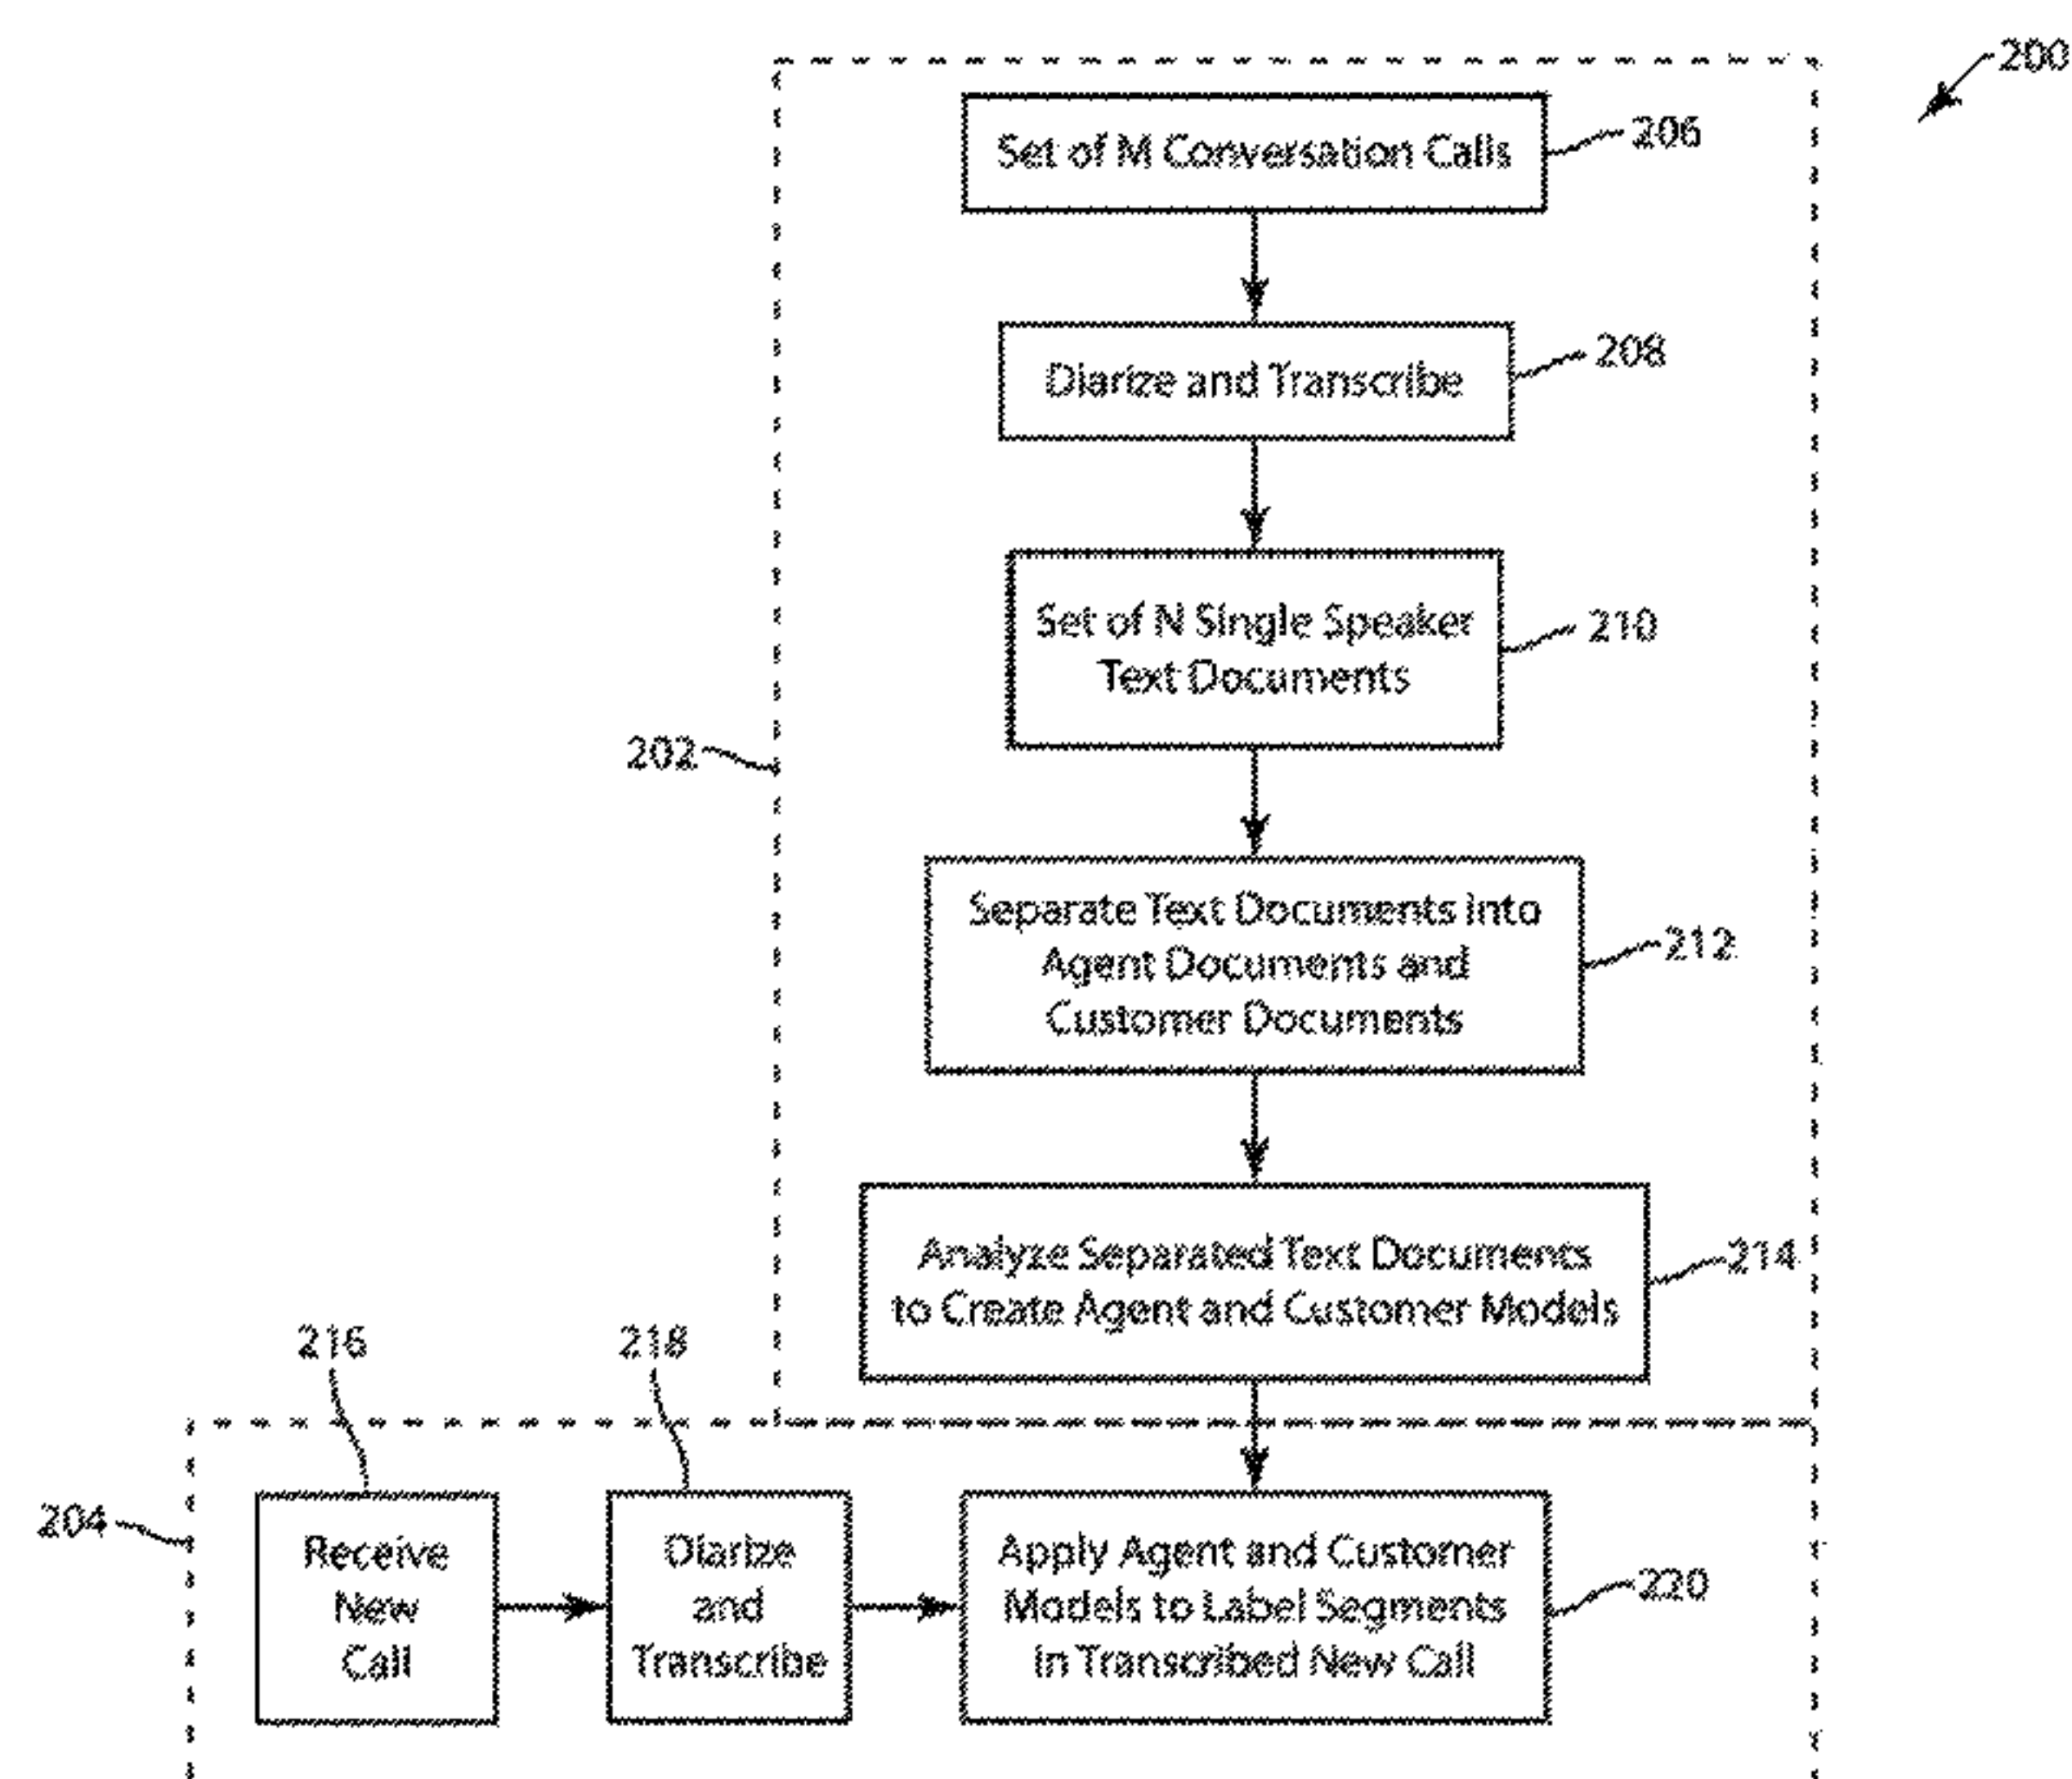 200
Set of M Conversation Calls
206
Diarize and Transcribe
208
Set of N Single Speaker
Text Documents
210
202
Separate Text Documents into
Agent Documents and
Customer Documents
212
Analyze Separated Text Documents
to Create Agent and Customer Models
214
216
218
204
Receive
New
Call
Diarize
and
Transcribe
Apply Agent and Customer
Models to Label Segments
in Transcribed New Call
220